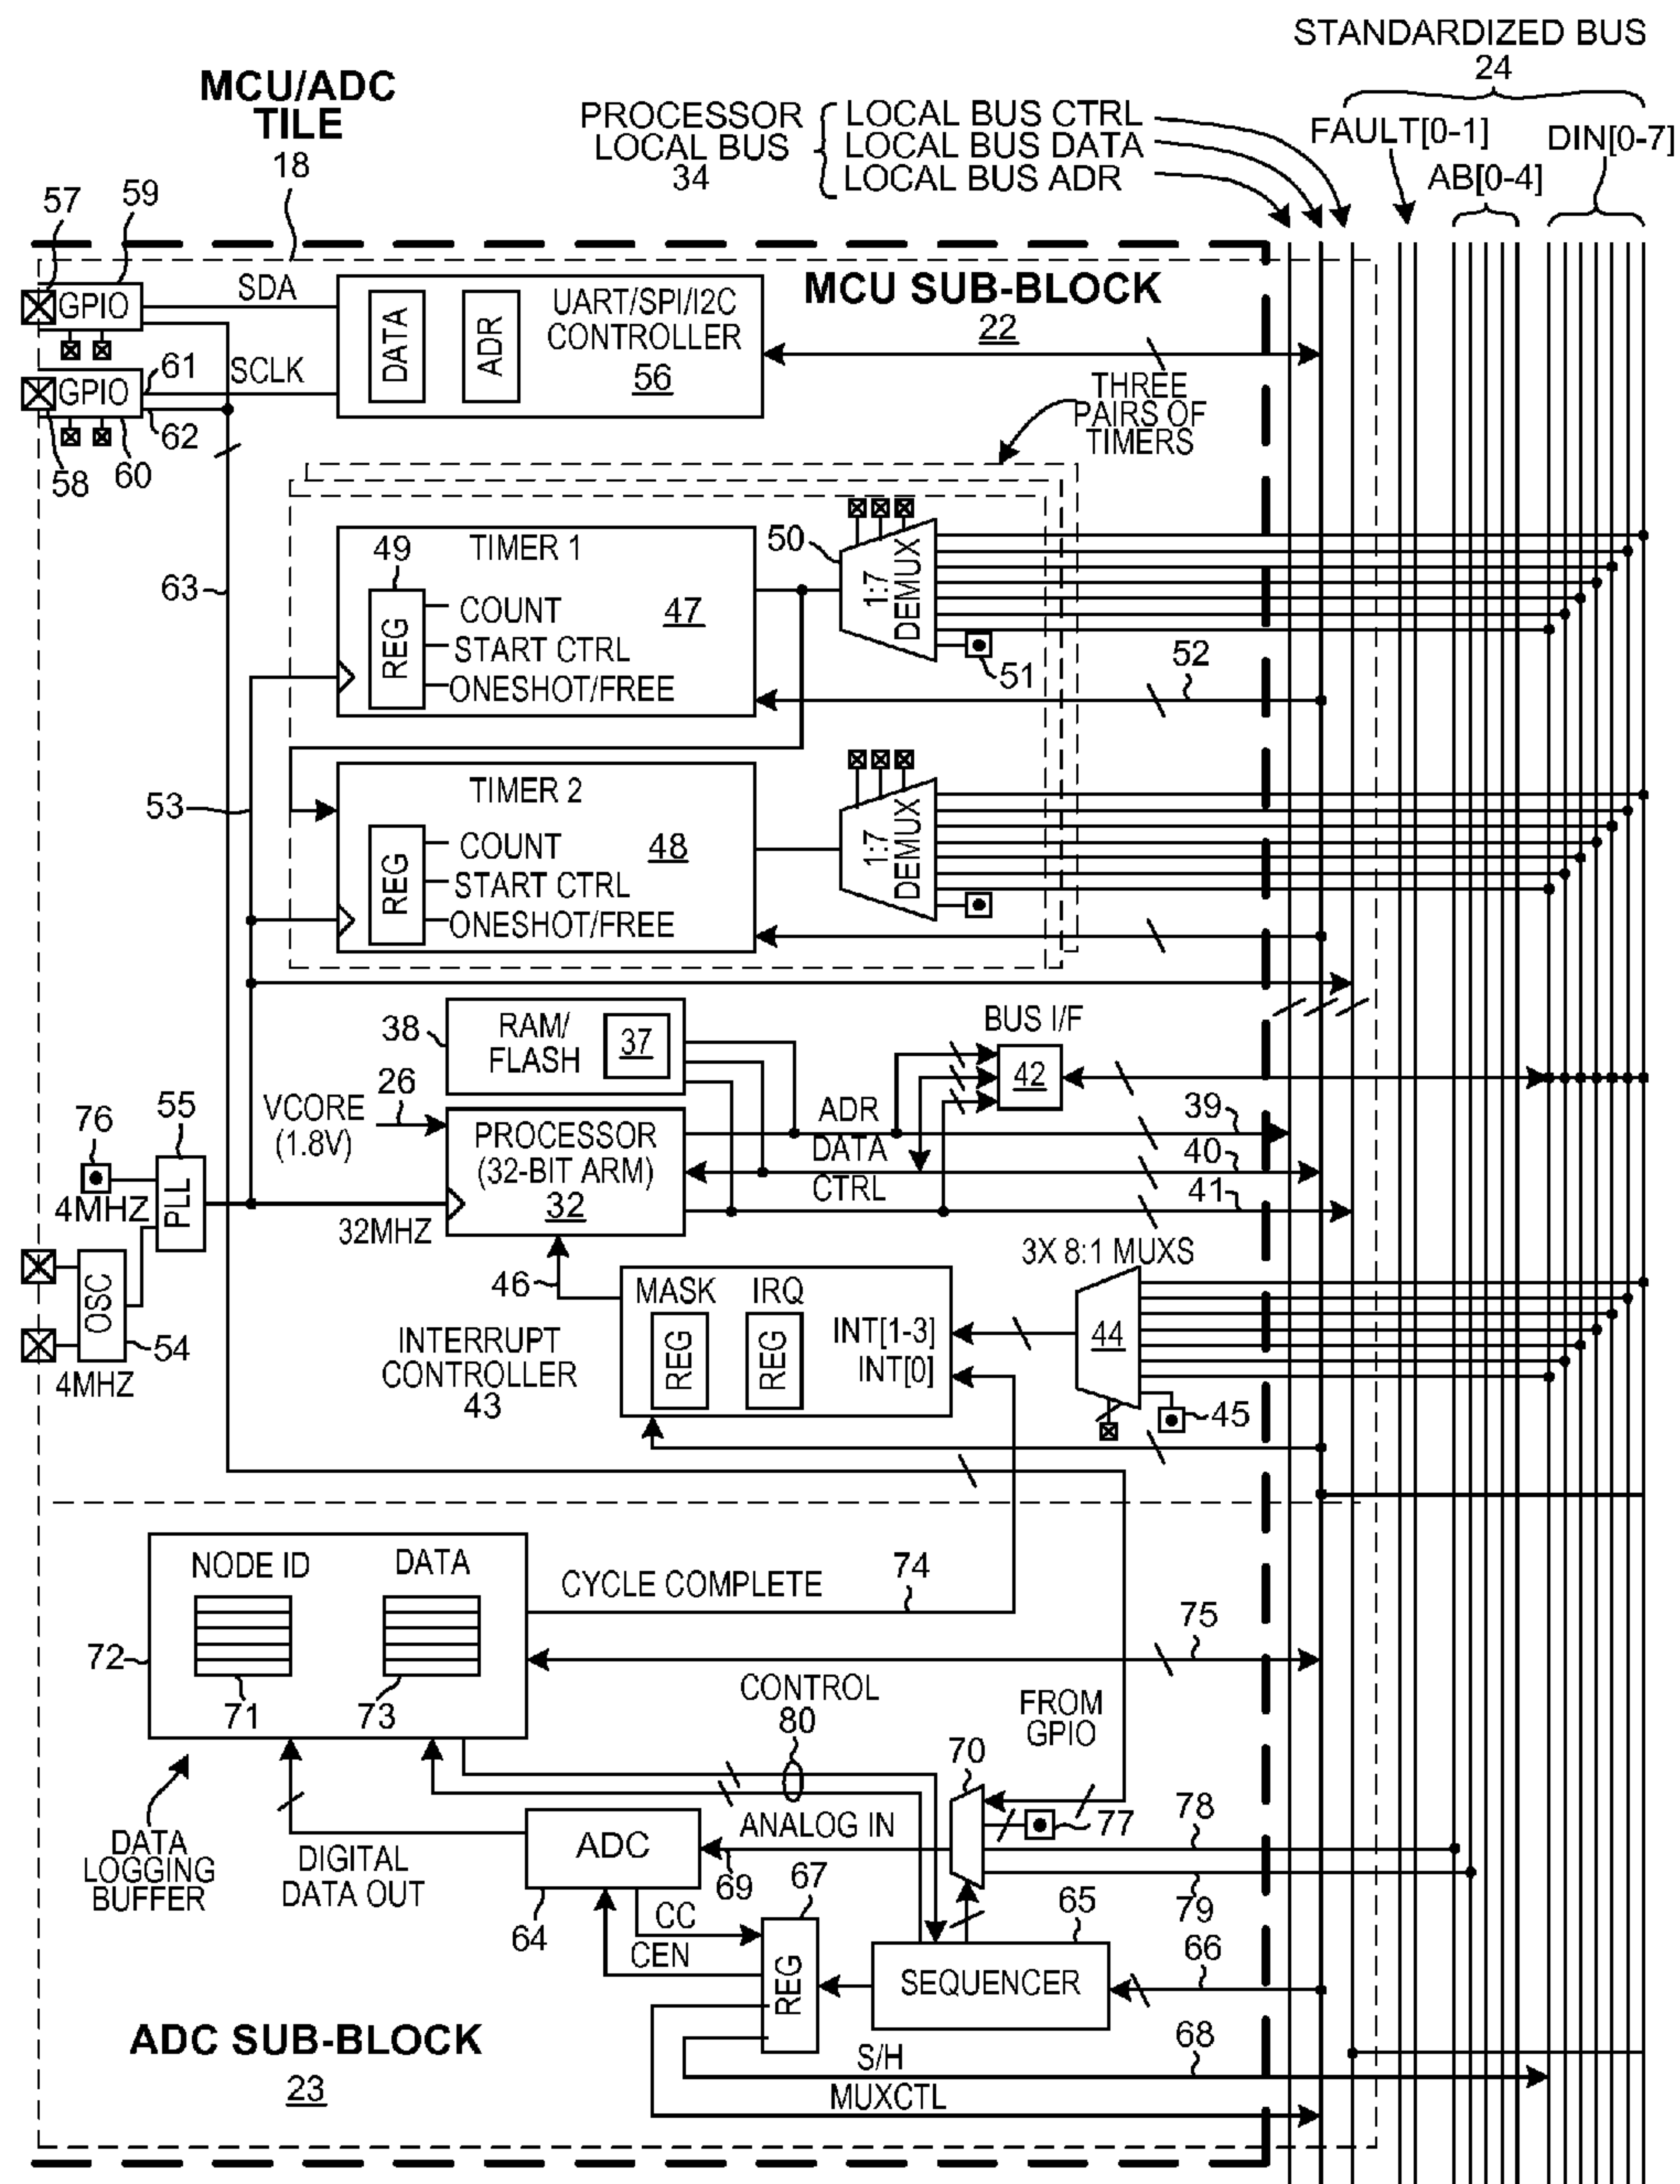 STANDARDIZED BUS
24
MCU/ADC
TILE
18
PROCESSOR
LOCAL BUS
34
LOCAL BUS CTRL
LOCAL BUS DATA
LOCAL BUS ADR
FAULT[0-1]
DIN[0-7]
AB[0-4]
57
59
GPIO
SDA
DATA
ADR
UART/SPI/I2C
CONTROLLER
56
MCU SUB-BLOCK
22
GPIO
61
SCLK
62
58
60
THREE
PAIRS OF
TIMERS
63
TIMER 1
49
REG
COUNT
START CTRL
ONESHOT/FREE
47
50
1:7
DEMUX
51
52
53
TIMER 2
REG
COUNT
START CTRL
ONESHOT/FREE
48
1:7
DEMUX
38
RAM/
FLASH
37
BUS I/F
42
26
VCORE
(1.8V)
76
55
4MHZ
PLL
PROCESSOR
(32-BIT ARM)
32
32MHZ
ADR
DATA
CTRL
39
40
41
OSC
54
4MHZ
46
INTERRUPT
CONTROLLER
43
MASK
IRQ
REG
REG
INT[1-3]
INT[0]
3X 8:1 MUXS
44
45
NODE ID
DATA
72
71
73
CYCLE COMPLETE
74
75
CONTROL
80
FROM
GPIO
70
77
78
79
DATA
LOGGING
BUFFER
DIGITAL
DATA OUT
ADC
64
ANALOG IN
69
67
CC
CEN
REG
65
SEQUENCER
66
68
S/H
MUXCTL
ADC SUB-BLOCK
23